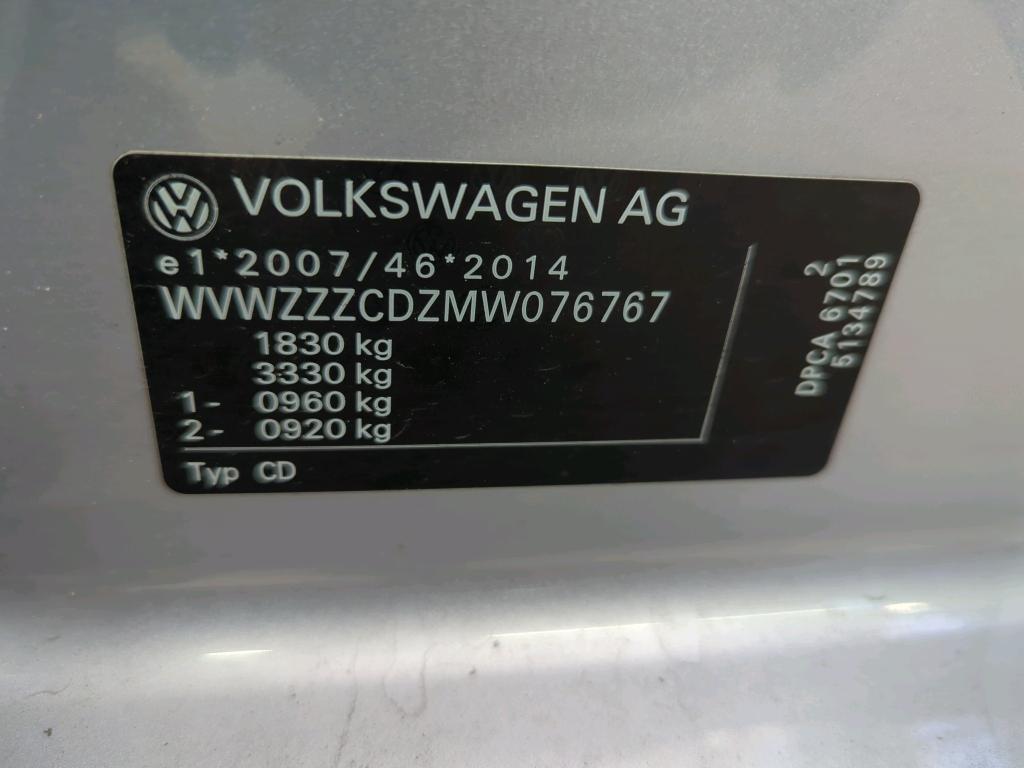 VOLKSWAGEN AG
e1*2007/46*2014
WVWZZZCDZMW076767
1830 kg
3330 kg
1- 0960 kg
2- 0920 kg
Typ CD
2
DPCA 6701
5134789